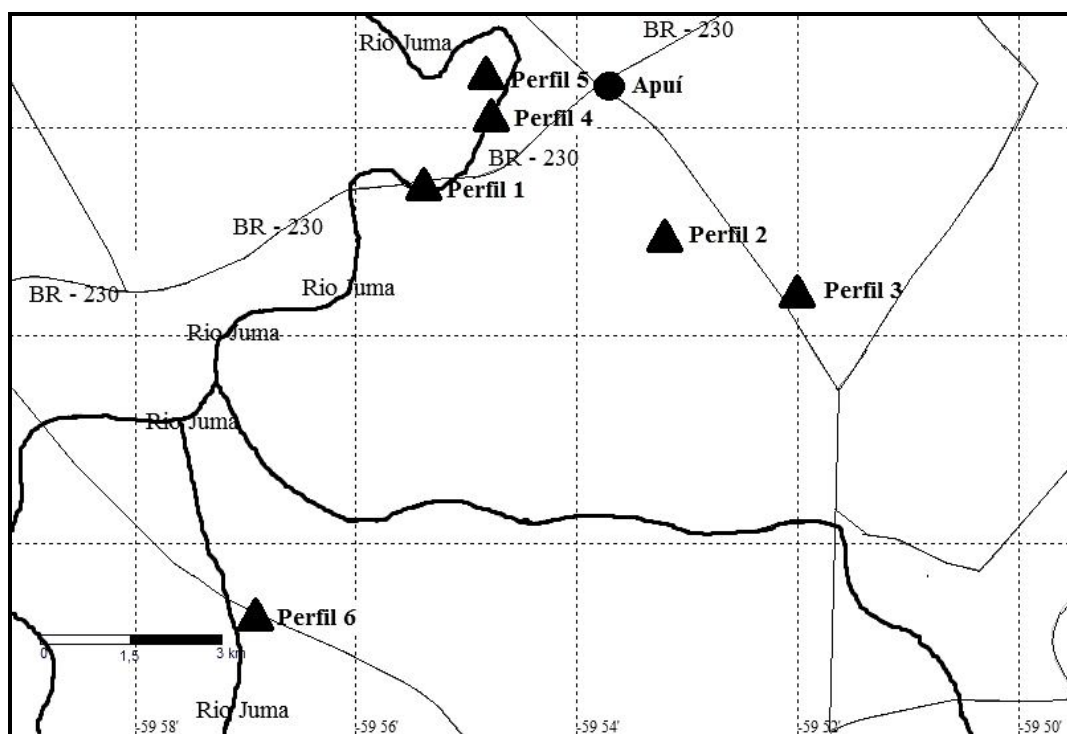 BR - 230
Rio Juma
Perfil 5
Apuí
Perfil 4
BR - 230
Perfil 1
BR - 230
Perfil 2
Rio Juma
Perfil 3
BR - 230
Rio Juma
Rio Juma
Perfil 6
0 1,5 3 km
Rio Juma
-59 58' -59 56' -59 54' -59 52' -59 50'